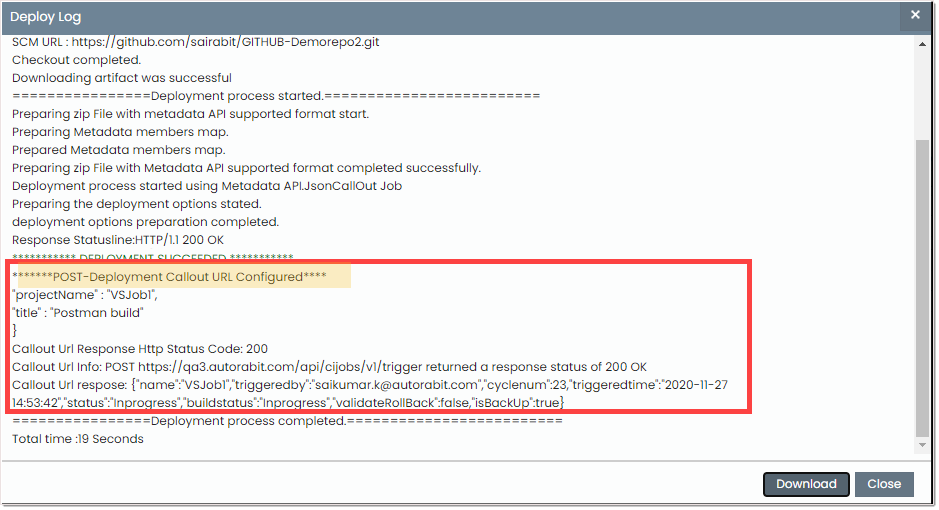 Deploy Log
×
SCM URL : https://github.com/sairabit/GITHUB-Demorepo2.git
Checkout completed.
Downloading artifact was successful
================Deployment process started.=========================
Preparing zip File with metadata API supported format start.
Preparing Metadata members map.
Prepared Metadata members map.
Preparing zip File with Metadata API supported format completed successfully.
Deployment process started using Metadata API.JsonCallOut Job
Preparing the deployment options stated.
deployment options preparation completed.
Response Statusline:HTTP/1.1 200 OK
*********** DEPLOYMENT SUCCEEDED ***********
*******POST-Deployment Callout URL Configured****
"projectName" : "VSJob1",
"title" : "Postman build"
}
Callout Url Response Http Status Code: 200
Callout Url Info: POST https://qa3.autorabit.com/api/cijobs/v1/trigger returned a response status of 200 OK
Callout Url respose: {"name":"VSJob1","triggeredby":"saikumar.k@autorabit.com","cyclenum":23,"triggeredtime":"2020-11-27
14:53:42","status":"Inprogress","buildstatus":"Inprogress","validateRollBack":false,"isBackUp":true}
================Deployment process completed.=========================
Total time :19 Seconds
Download
Close